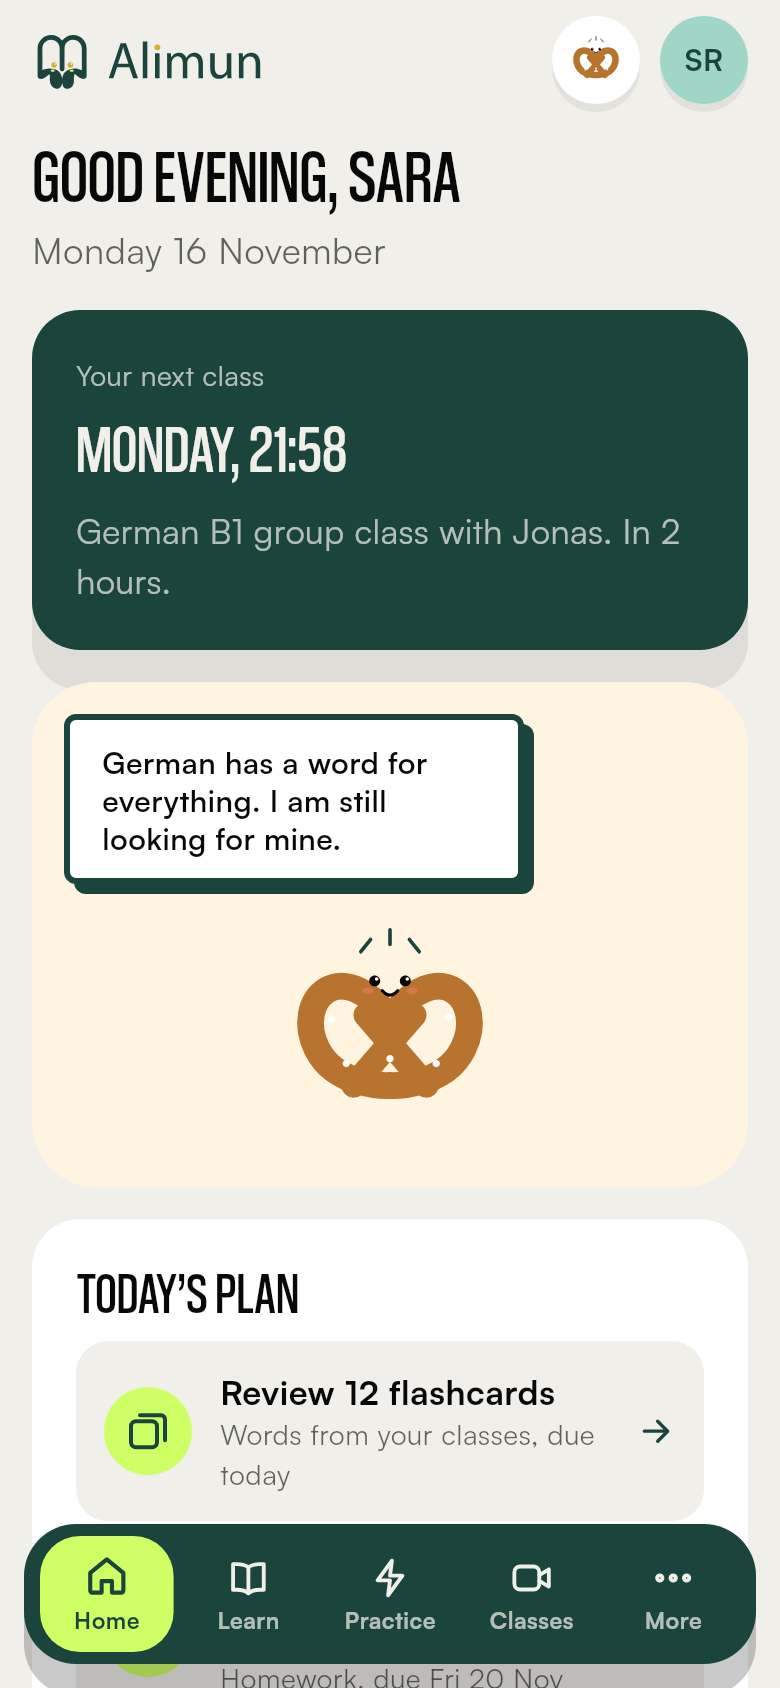 Alimun
SR
GOOD EVENING, SARA
Monday 16 November
Your next class
MONDAY, 21:58
German B1 group class with Jonas. In 2
hours.
German has a word for
everything. I am still
looking for mine.
TODAY’S PLAN
Review 12 flashcards
Words from your classes, due
today
Home
Learn
Practice
Classes
More
Homework, due Fri 20 Nov